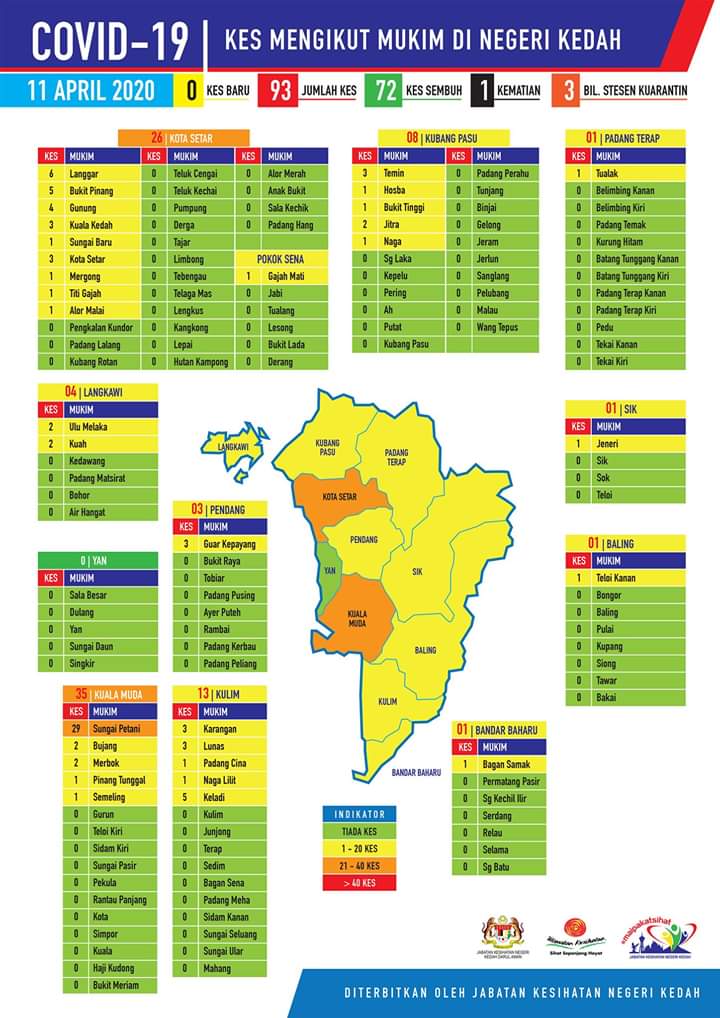 COVID-19 | KES MENGIKUT MUKIM DI NEGERI KEDAH
11 APRIL 2020 0 KES BARU 93 JUMLAH KES 72 KES SEMBUH 1 KEMATIAN 3 BIL. STESEN KUARANTIN
26 | KOTA SETAR
KES MUKIM KES MUKIM KES MUKIM
6 Langgar 0 Teluk Cengai 0 Alor Merah
5 Bukit Pinang 0 Teluk Kechai 0 Anak Bukit
4 Gunung 0 Pumpung 0 Sala Kechik
3 Kuala Kedah 0 Derga 0 Padang Hang
1 Sungai Baru 0 Tajar
3 Kota Setar 0 Limbong POKOK SENA
1 Mergong 0 Tebengau 1 Gajah Mati
1 Titi Gajah 0 Telaga Mas 0 Jabi
1 Alor Malai 0 Lengkus 0 Tualang
0 Pengkalan Kundor 0 Kangkong 0 Lesong
0 Padang Lalang 0 Lepai 0 Bukit Lada
0 Kubang Rotan 0 Hutan Kampong 0 Derang
08 | KUBANG PASU
KES MUKIM KES MUKIM
3 Temin 0 Padang Perahu
1 Hosba 0 Tunjang
1 Bukit Tinggi 0 Binjai
2 Jitra 0 Gelong
1 Naga 0 Jeram
0 Sg Laka 0 Jerlun
0 Kepelu 0 Sanglang
0 Pering 0 Pelubang
0 Ah 0 Malau
0 Putat 0 Wang Tepus
0 Kubang Pasu
01 | PADANG TERAP
KES MUKIM
1 Tualak
0 Belimbing Kanan
0 Belimbing Kiri
0 Padang Temak
0 Kurung Hitam
0 Batang Tunggang Kanan
0 Batang Tunggang Kiri
0 Padang Terap Kanan
0 Padang Terap Kiri
0 Pedu
0 Tekai Kanan
0 Tekai Kiri
04 | LANGKAWI
KES MUKIM
2 Ulu Melaka
2 Kuah
0 Kedawang
0 Padang Matsirat
0 Bohor
0 Air Hangat
01 | SIK
KES MUKIM
1 Jeneri
0 Sik
0 Sok
0 Teloi
LANGKAWI
KUBANG
PASU
PADANG
TERAP
KOTA SETAR
PENDANG
YAN
SIK
KUALA
MUDA
BALING
KULIM
BANDAR BAHARU
03 | PENDANG
KES MUKIM
3 Guar Kepayang
0 Bukit Raya
0 Tobiar
0 Padang Pusing
0 Ayer Puteh
0 Rambai
0 Padang Kerbau
0 Padang Peliang
0 | YAN
KES MUKIM
0 Sala Besar
0 Dulang
0 Yan
0 Sungai Daun
0 Singkir
01 | BALING
KES MUKIM
1 Teloi Kanan
0 Bongor
0 Baling
0 Pulai
0 Kupang
0 Siong
0 Tawar
0 Bakai
35 | KUALA MUDA
KES MUKIM
29 Sungai Petani
2 Bujang
2 Merbok
1 Pinang Tunggal
1 Semeling
0 Gurun
0 Teloi Kiri
0 Sidam Kiri
0 Sungai Pasir
0 Pekula
0 Rantau Panjang
0 Kota
0 Simpor
0 Kuala
0 Haji Kudong
0 Bukit Meriam
13 | KULIM
KES MUKIM
3 Karangan
3 Lunas
1 Padang Cina
1 Naga Lilit
5 Keladi
0 Kulim
0 Junjong
0 Terap
0 Sedim
0 Bagan Sena
0 Padang Meha
0 Sidam Kanan
0 Sungai Seluang
0 Sungai Ular
0 Mahang
01 | BANDAR BAHARU
KES MUKIM
1 Bagan Samak
0 Permatang Pasir
0 Sg Kechil Ilir
0 Serdang
0 Relau
0 Selama
0 Sg Batu
INDIKATOR
TIADA KES
1 - 20 KES
21 - 40 KES
> 40 KES
JABATAN KESIHATAN NEGERI
KEDAH DARUL AMAN
Sihat Sepanjang Hayat
#malpakatsihat
JABATAN KESIHATAN NEGERI KEDAH
DITERBITKAN OLEH JABATAN KESIHATAN NEGERI KEDAH